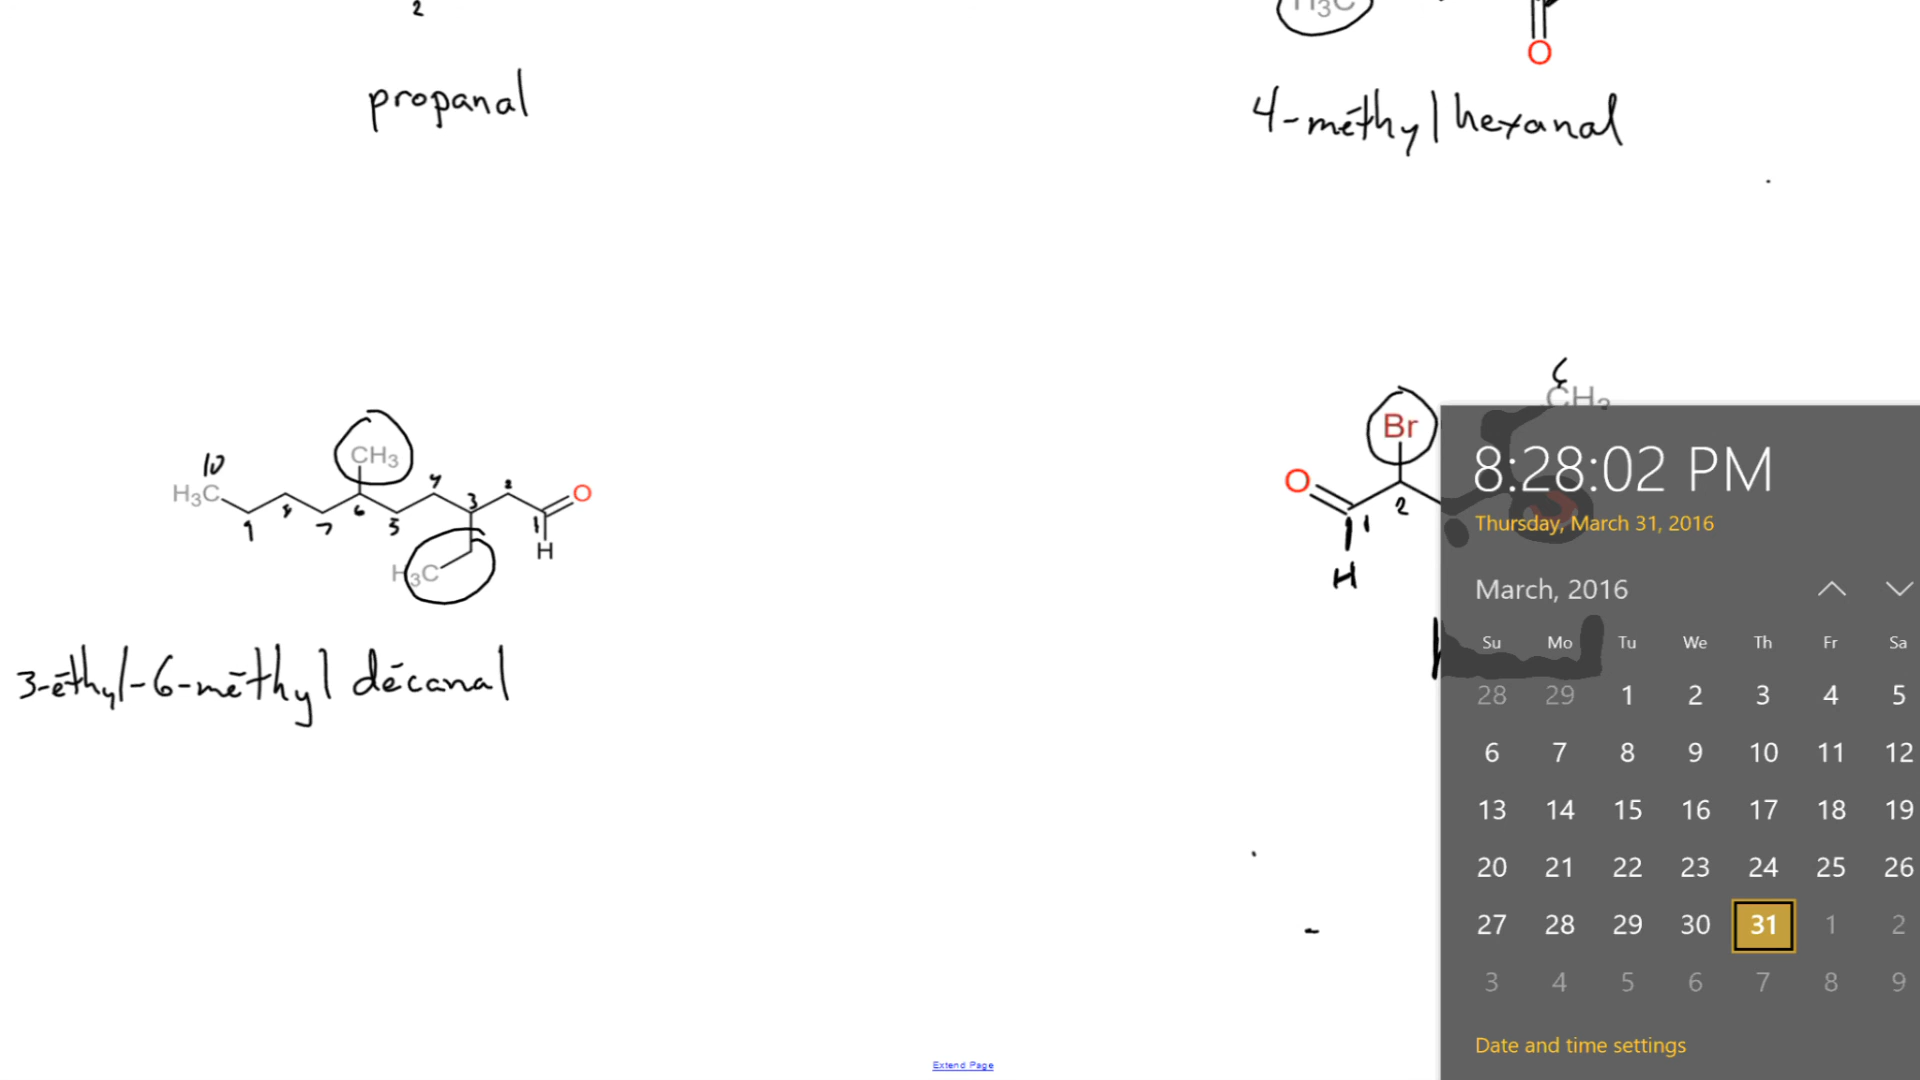 2
H3C
O
propanal
4-methyl hexanal
CH3
Br
O
1
2
H
10
H3C
9
8
7
CH3
6
5
4
3
2
1
O
H
H3C
3-ethyl-6-methyl decanal
8:28:02 PM
Thursday, March 31, 2016
March, 2016
Su Mo Tu We Th Fr Sa
28 29 1 2 3 4 5
6 7 8 9 10 11 12
13 14 15 16 17 18 19
20 21 22 23 24 25 26
27 28 29 30 31 1 2
3 4 5 6 7 8 9
Date and time settings
Extend Page